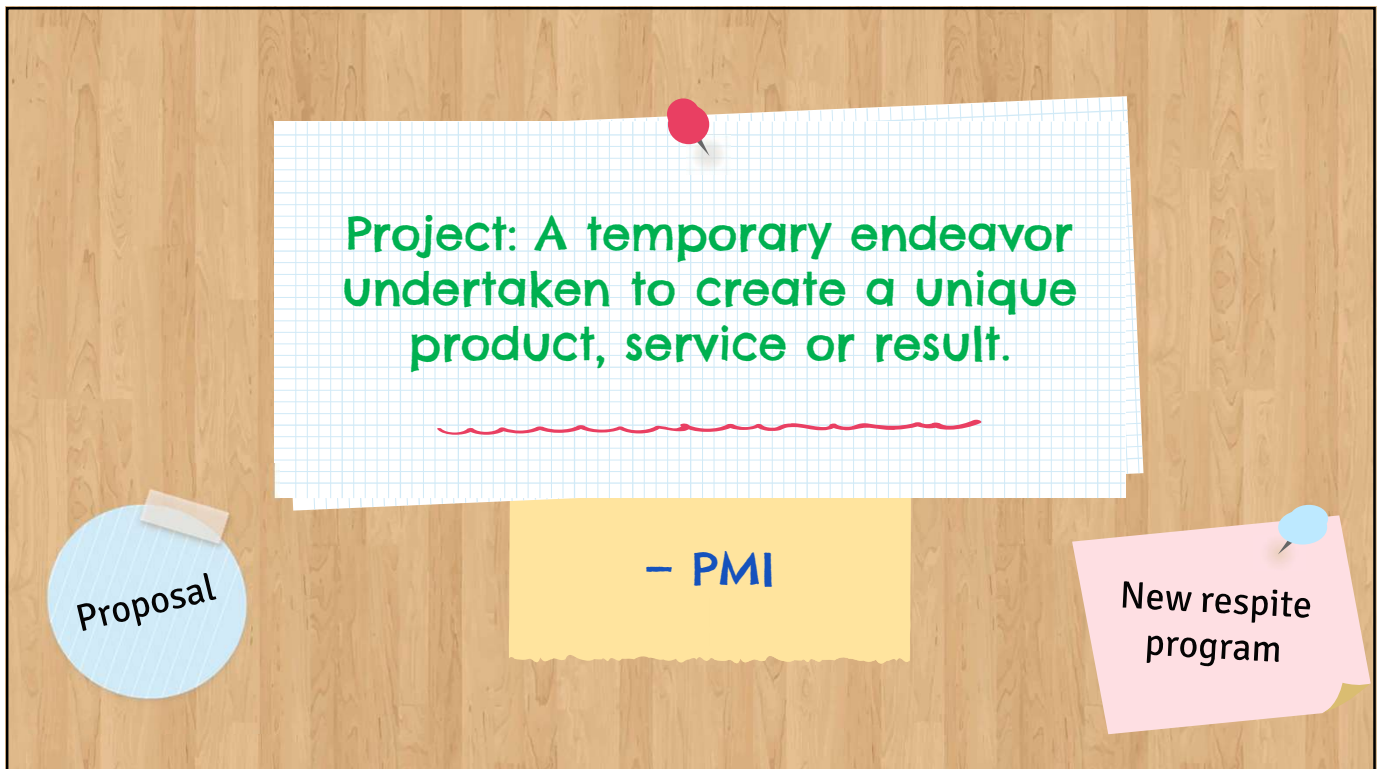 Project: A temporary endeavor
undertaken to create a unique
product, service or result.
– PMI
Proposal
New respite
program